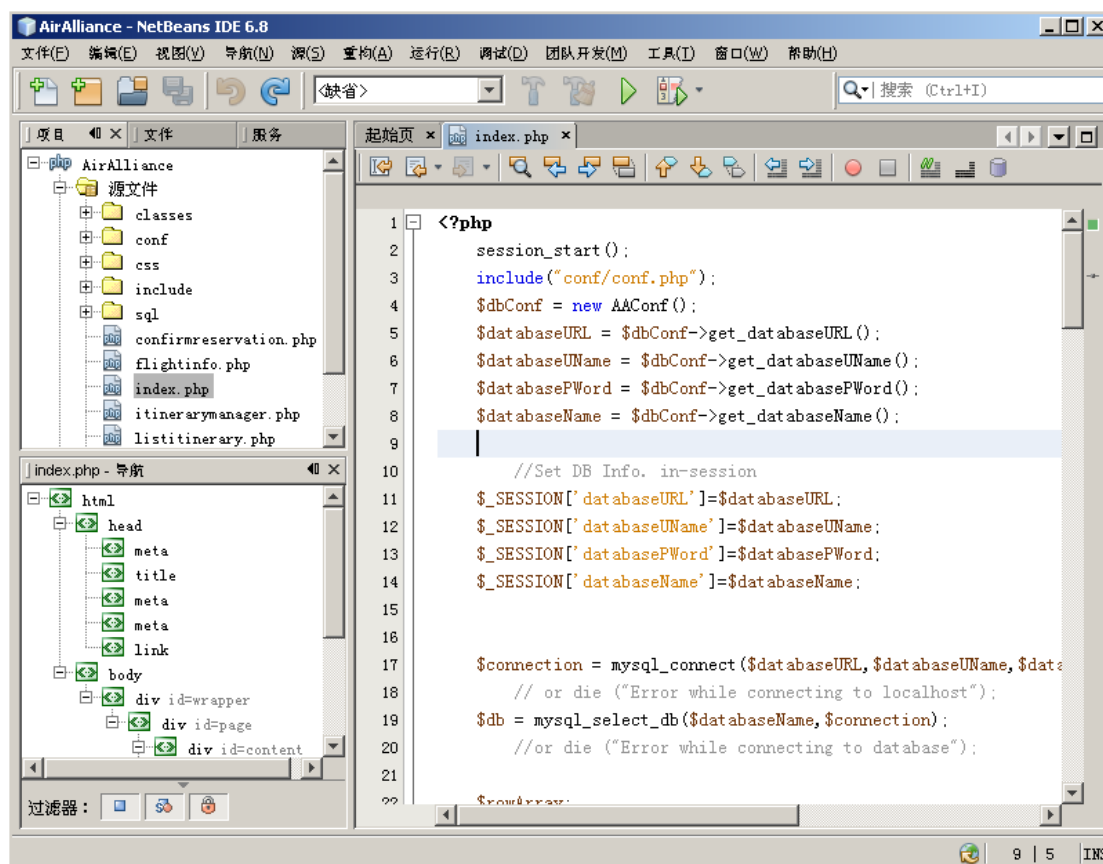 AirAlliance - NetBeans IDE 6.8
文件(F) 编辑(E) 视图(V) 导航(N) 源(S) 重构(A) 运行(R) 调试(D) 团队开发(M) 工具(T) 窗口(W) 帮助(H)
<缺省>
搜索 (Ctrl+I)
项目 文件 服务
AirAlliance
源文件
classes
conf
css
include
sql
confirmreservation.php
flightinfo.php
index.php
itinerarymanager.php
listitinerary.php
index.php - 导航
html
head
meta
title
meta
meta
link
body
div id=wrapper
div id=page
div id=content
过滤器：
起始页 index.php
1 <?php
2 session_start();
3 include("conf/conf.php");
4 $dbConf = new AAConf();
5 $databaseURL = $dbConf->get_databaseURL();
6 $databaseUName = $dbConf->get_databaseUName();
7 $databasePWord = $dbConf->get_databasePWord();
8 $databaseName = $dbConf->get_databaseName();
9
10 //Set DB Info. in-session
11 $_SESSION['databaseURL']=$databaseURL;
12 $_SESSION['databaseUName']=$databaseUName;
13 $_SESSION['databasePWord']=$databasePWord;
14 $_SESSION['databaseName']=$databaseName;
15
16
17 $connection = mysql_connect($databaseURL,$databaseUName,$data
18 // or die ("Error while connecting to localhost");
19 $db = mysql_select_db($databaseName,$connection);
20 //or die ("Error while connecting to database");
21
22 $rowArray;
9 | 5 INS